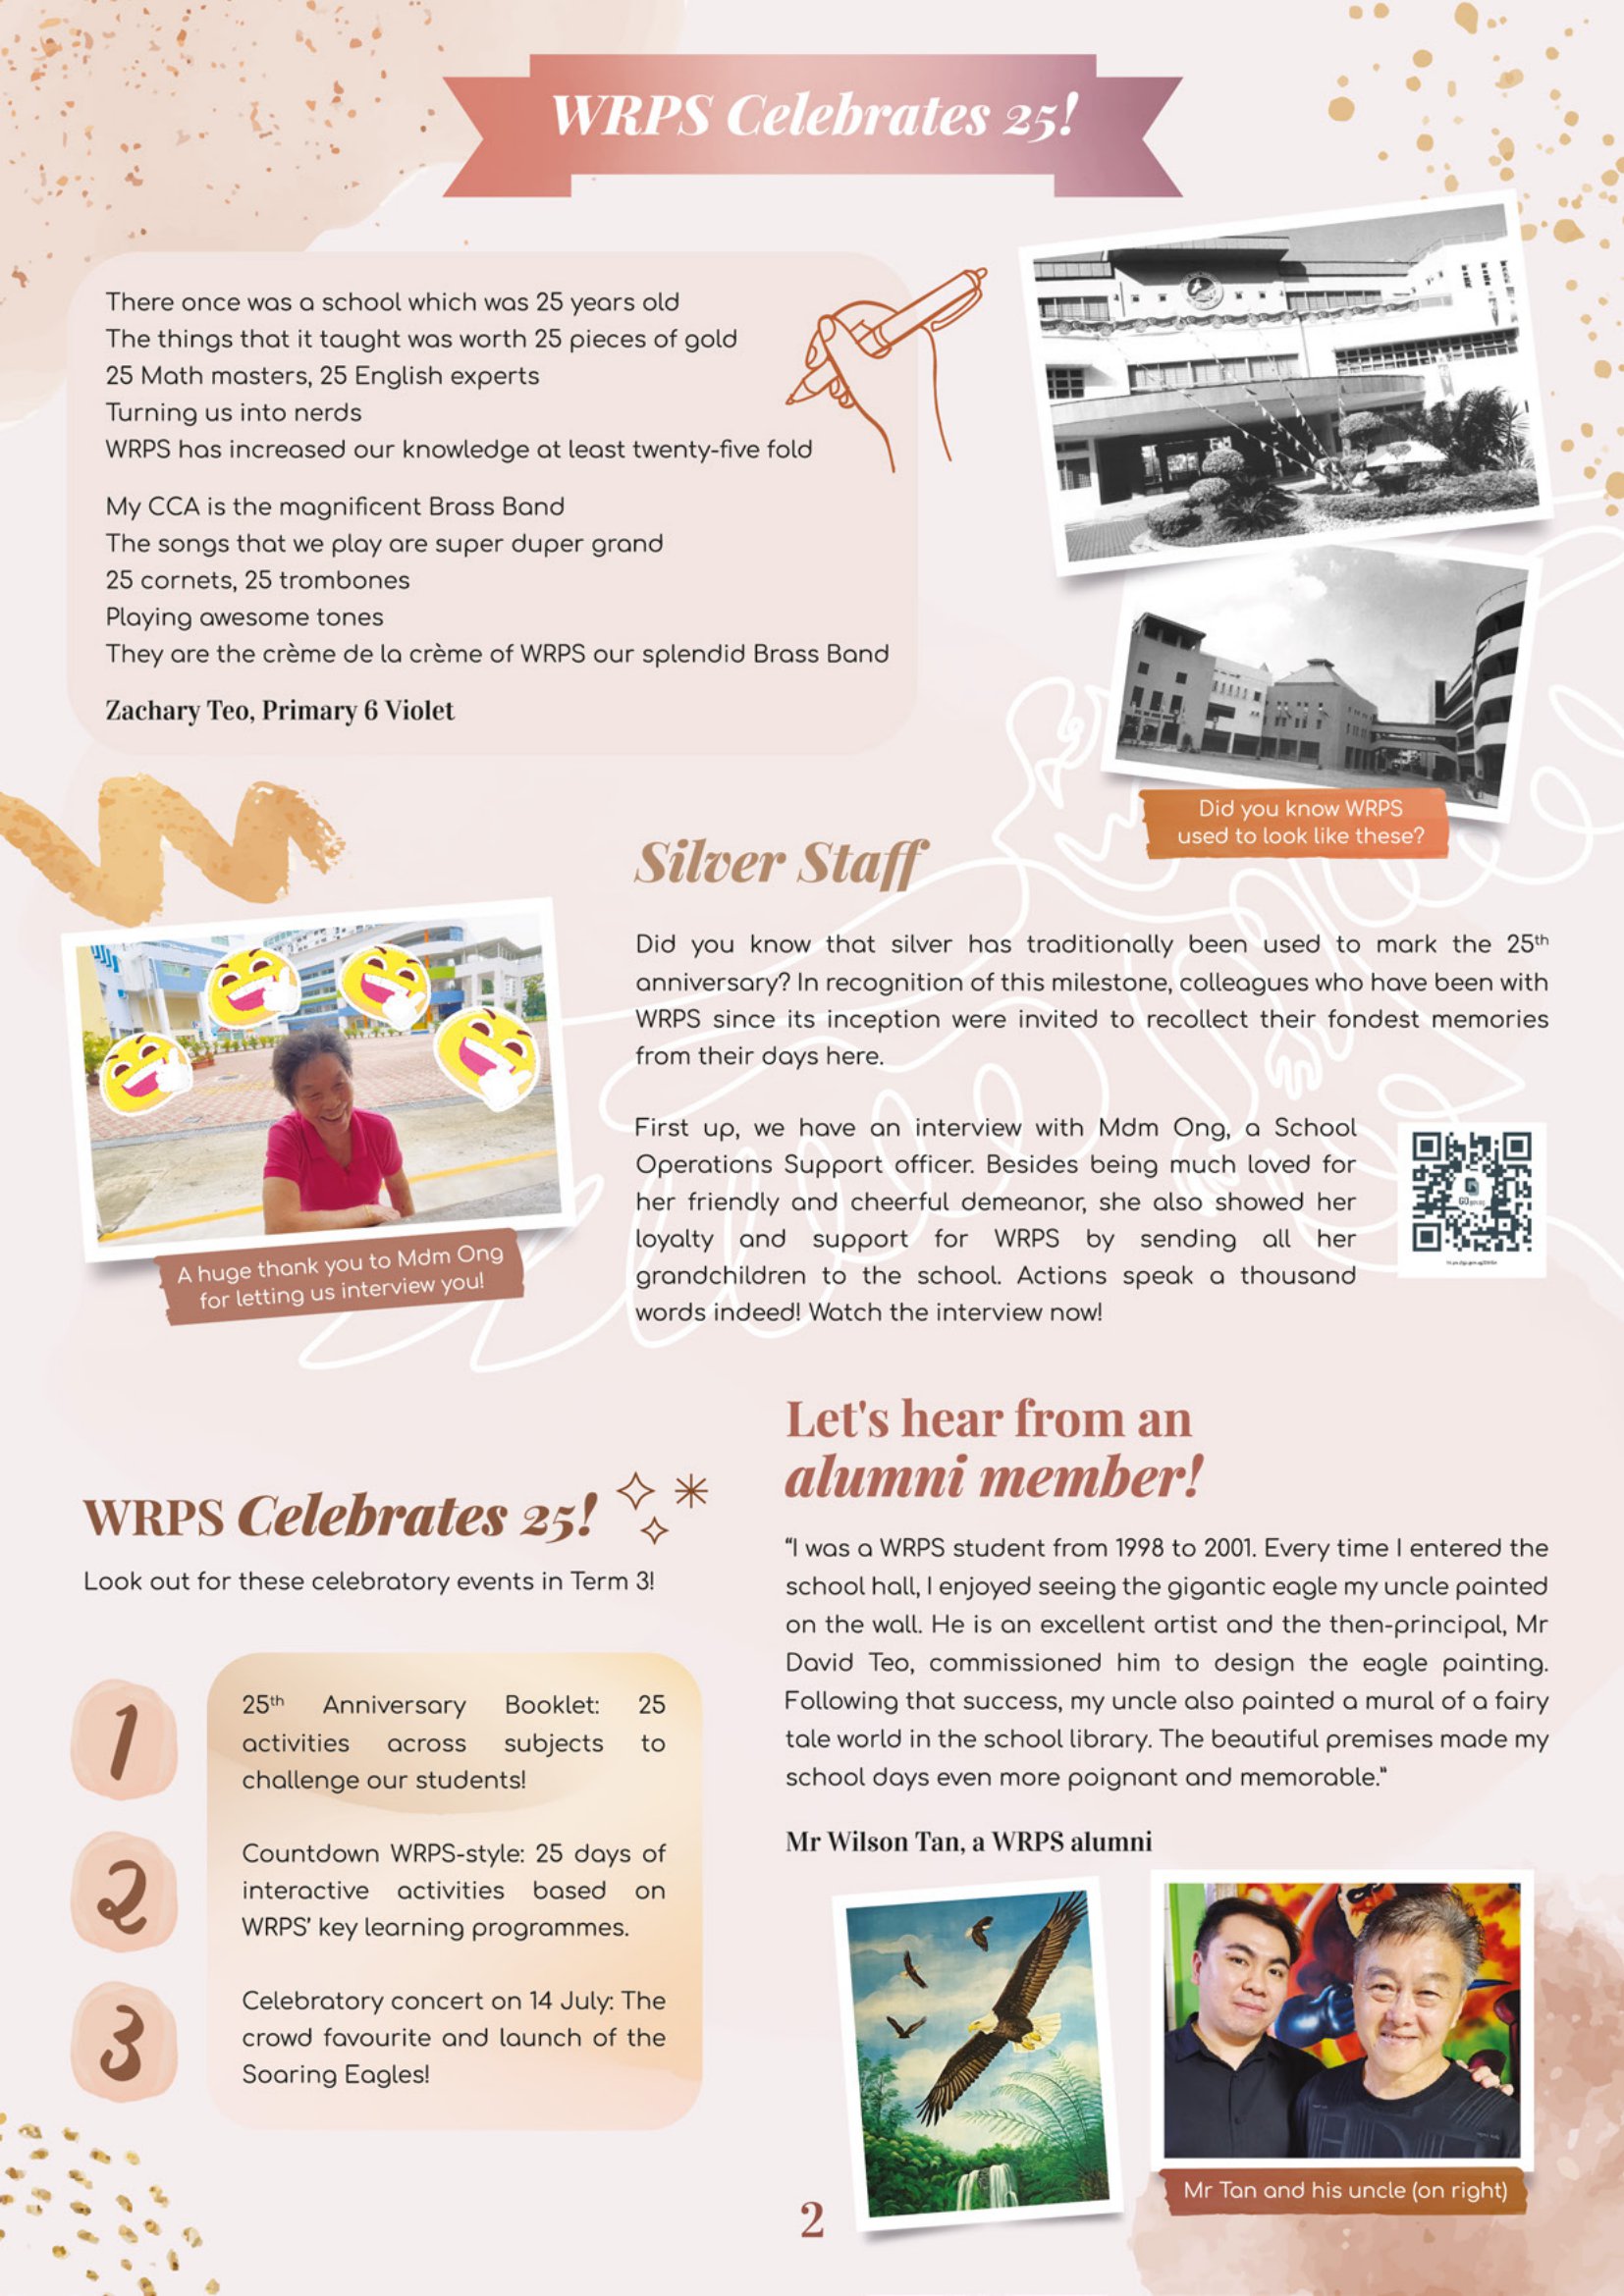 WRPS Celebrates 25!
There once was a school which was 25 years old
The things that it taught was worth 25 pieces of gold
25 Math masters, 25 English experts
Turning us into nerds
WRPS has increased our knowledge at least twenty-five fold
My CCA is the magnificent Brass Band
The songs that we play are super duper grand
25 cornets, 25 trombones
Playing awesome tones
They are the crème de la crème of WRPS our splendid Brass Band
Zachary Teo, Primary 6 Violet
Did you know WRPS
used to look like these?
Silver Staff
Did you know that silver has traditionally been used to mark the 25th
anniversary? In recognition of this milestone, colleagues who have been with
WRPS since its inception were invited to recollect their fondest memories
from their days here.
First up, we have an interview with Mdm Ong, a School
Operations Support officer. Besides being much loved for
her friendly and cheerful demeanor, she also showed her
loyalty and support for WRPS by sending all her
grandchildren to the school. Actions speak a thousand
words indeed! Watch the interview now!
A huge thank you to Mdm Ong
for letting us interview you!
WRPS Celebrates 25!
Look out for these celebratory events in Term 3!
1
25th Anniversary Booklet: 25
activities across subjects to
challenge our students!
2
Countdown WRPS-style: 25 days of
interactive activities based on
WRPS' key learning programmes.
3
Celebratory concert on 14 July: The
crowd favourite and launch of the
Soaring Eagles!
Let's hear from an
alumni member!
“I was a WRPS student from 1998 to 2001. Every time I entered the
school hall, I enjoyed seeing the gigantic eagle my uncle painted
on the wall. He is an excellent artist and the then-principal, Mr
David Teo, commissioned him to design the eagle painting.
Following that success, my uncle also painted a mural of a fairy
tale world in the school library. The beautiful premises made my
school days even more poignant and memorable.”
Mr Wilson Tan, a WRPS alumni
Mr Tan and his uncle (on right)
2